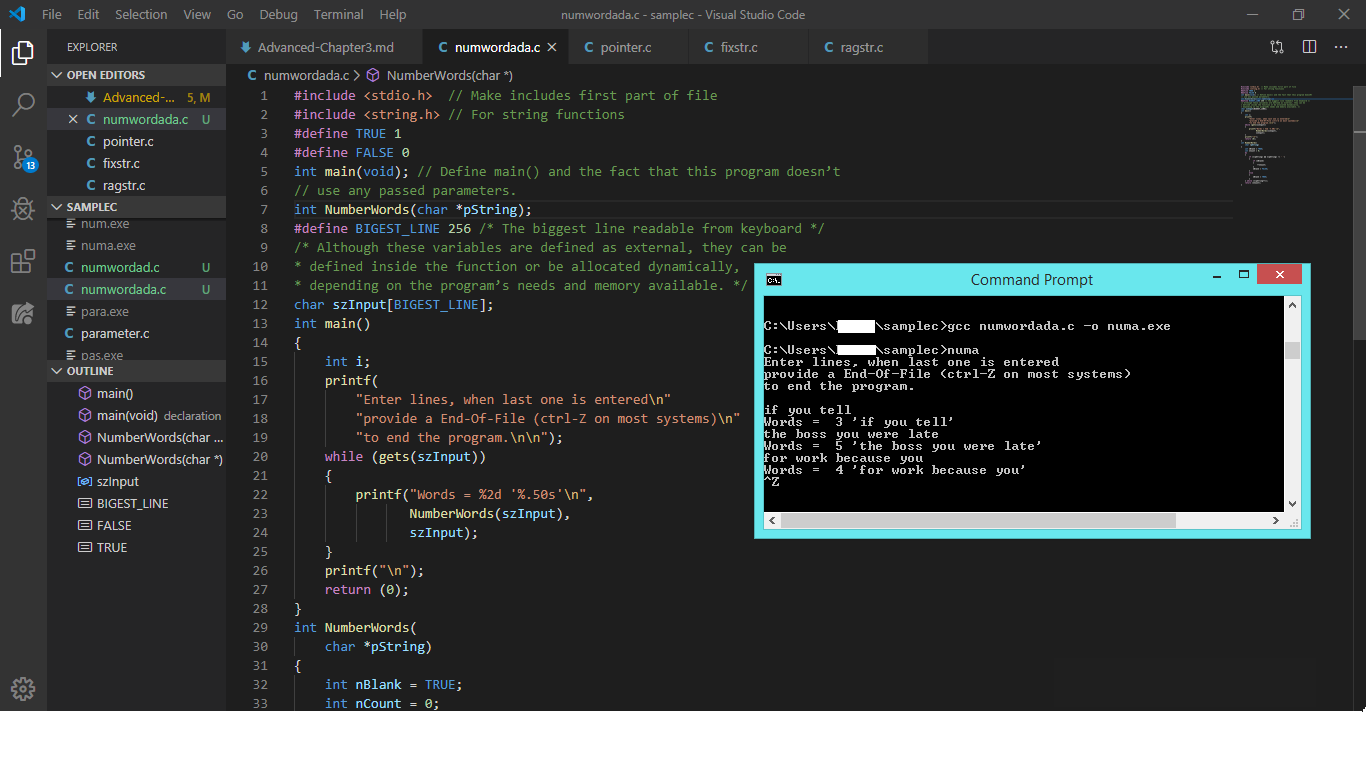 File Edit Selection View Go Debug Terminal Help numwordada.c - samplec - Visual Studio Code
EXPLORER
OPEN EDITORS
Advanced-... 5, M
numwordada.c U
pointer.c
fixstr.c
ragstr.c
13
SAMPLEC
num.exe
numa.exe
numwordad.c U
numwordada.c U
para.exe
parameter.c
pas.exe
OUTLINE
main()
main(void) declaration
NumberWords(char ...
NumberWords(char *)
szInput
BIGEST_LINE
FALSE
TRUE
Advanced-Chapter3.md numwordada.c pointer.c fixstr.c ragstr.c
numwordada.c > NumberWords(char *)
1 #include <stdio.h> // Make includes first part of file
2 #include <string.h> // For string functions
3 #define TRUE 1
4 #define FALSE 0
5 int main(void); // Define main() and the fact that this program doesn’t
6 // use any passed parameters.
7 int NumberWords(char *pString);
8 #define BIGEST_LINE 256 /* The biggest line readable from keyboard */
9 /* Although these variables are defined as external, they can be
10 * defined inside the function or be allocated dynamically,
11 * depending on the program’s needs and memory available. */
12 char szInput[BIGEST_LINE];
13 int main()
14 {
15 int i;
16 printf(
17 "Enter lines, when last one is entered\n"
18 "provide a End-Of-File (ctrl-Z on most systems)\n"
19 "to end the program.\n\n");
20 while (gets(szInput))
21 {
22 printf("Words = %2d '%.50s'\n",
23 NumberWords(szInput),
24 szInput);
25 }
26 printf("\n");
27 return (0);
28 }
29 int NumberWords(
30 char *pString)
31 {
32 int nBlank = TRUE;
33 int nCount = 0;
Command Prompt
C:\Users\ \samplec>gcc numwordada.c -o numa.exe
C:\Users\ \samplec>numa
Enter lines, when last one is entered
provide a End-Of-File (ctrl-Z on most systems)
to end the program.
if you tell
Words =  3 'if you tell'
the boss you were late
Words =  5 'the boss you were late'
for work because you
Words =  4 'for work because you'
^Z